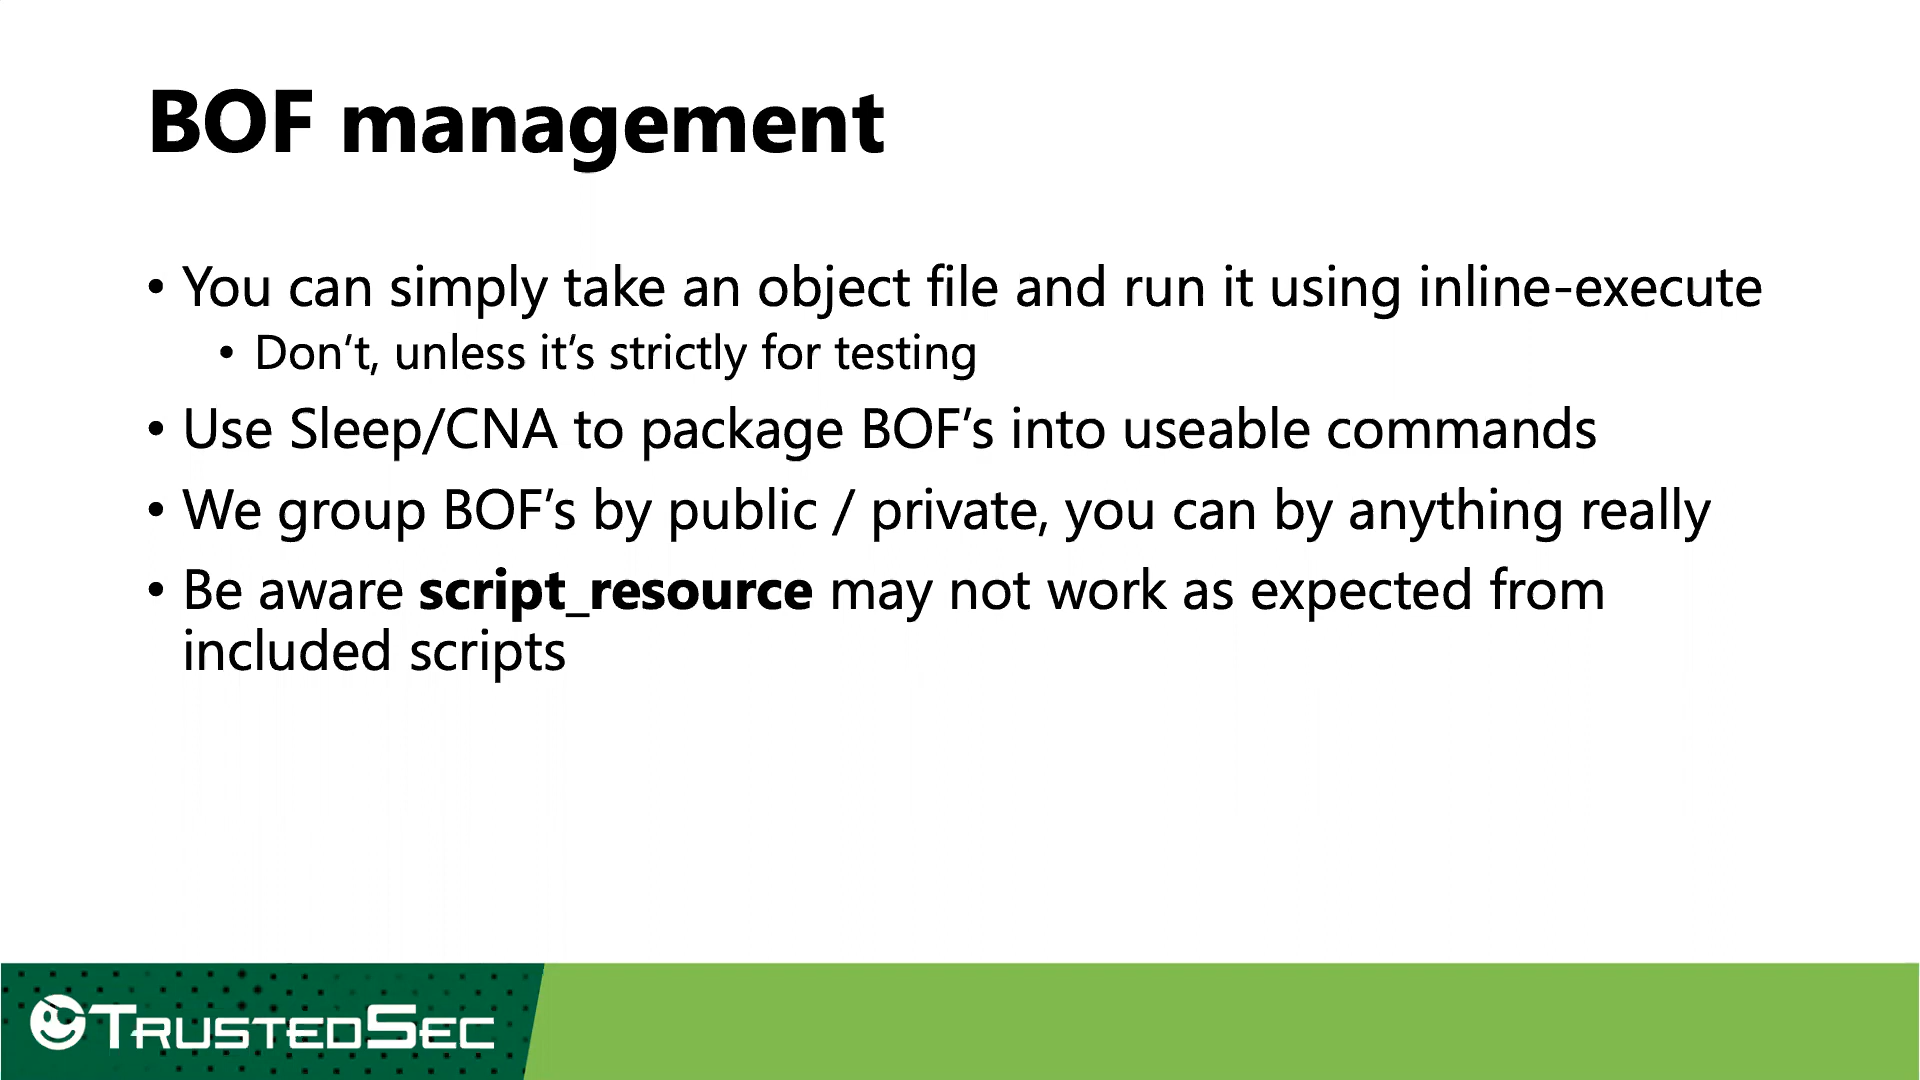 BOF management
• You can simply take an object file and run it using inline-execute
• Don‘t, unless it’s strictly for testing
• Use Sleep/CNA to package BOF’s into useable commands
• We group BOF’s by public / private, you can by anything really
• Be aware script_resource may not work as expected from
included scripts
TRUSTEDSEC